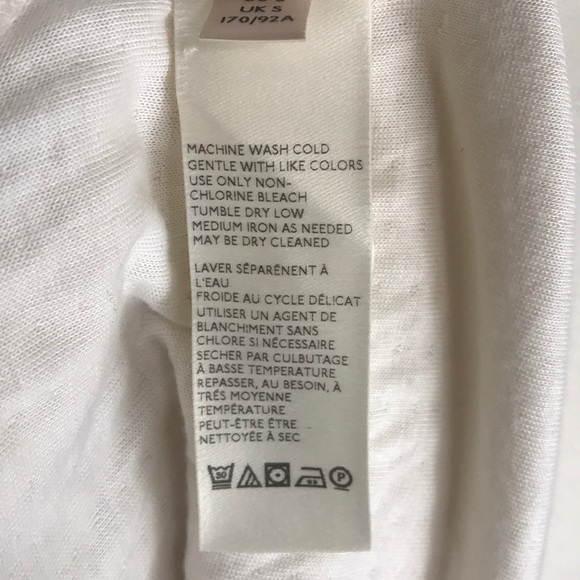 UK S
170/92A
MACHINE WASH COLD
GENTLE WITH LIKE COLORS
USE ONLY NON-
CHLORINE BLEACH
TUMBLE DRY LOW
MEDIUM IRON AS NEEDED
MAY BE DRY CLEANED
LAVER SÉPARÉNENT À
L'EAU
FROIDE AU CYCLE DÉLICAT
UTILISER UN AGENT DE
BLANCHIMENT SANS
CHLORE SI NÉCESSAIRE
SECHER PAR CULBUTAGE
À BASSE TEMPERATURE
REPASSER, AU BESOIN, À
TRÉS MOYENNE
TEMPÉRATURE
PEUT-ÊTRE ÊTRE
NETTOYÉE À SEC
30 P